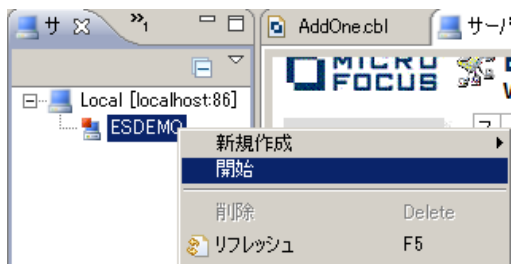 サ
»1
AddOne.cbl
サーバ
MICRO
FOCUS
Local [localhost:86]
ESDEMO
新規作成
開始
削除 Delete
リフレッシュ F5